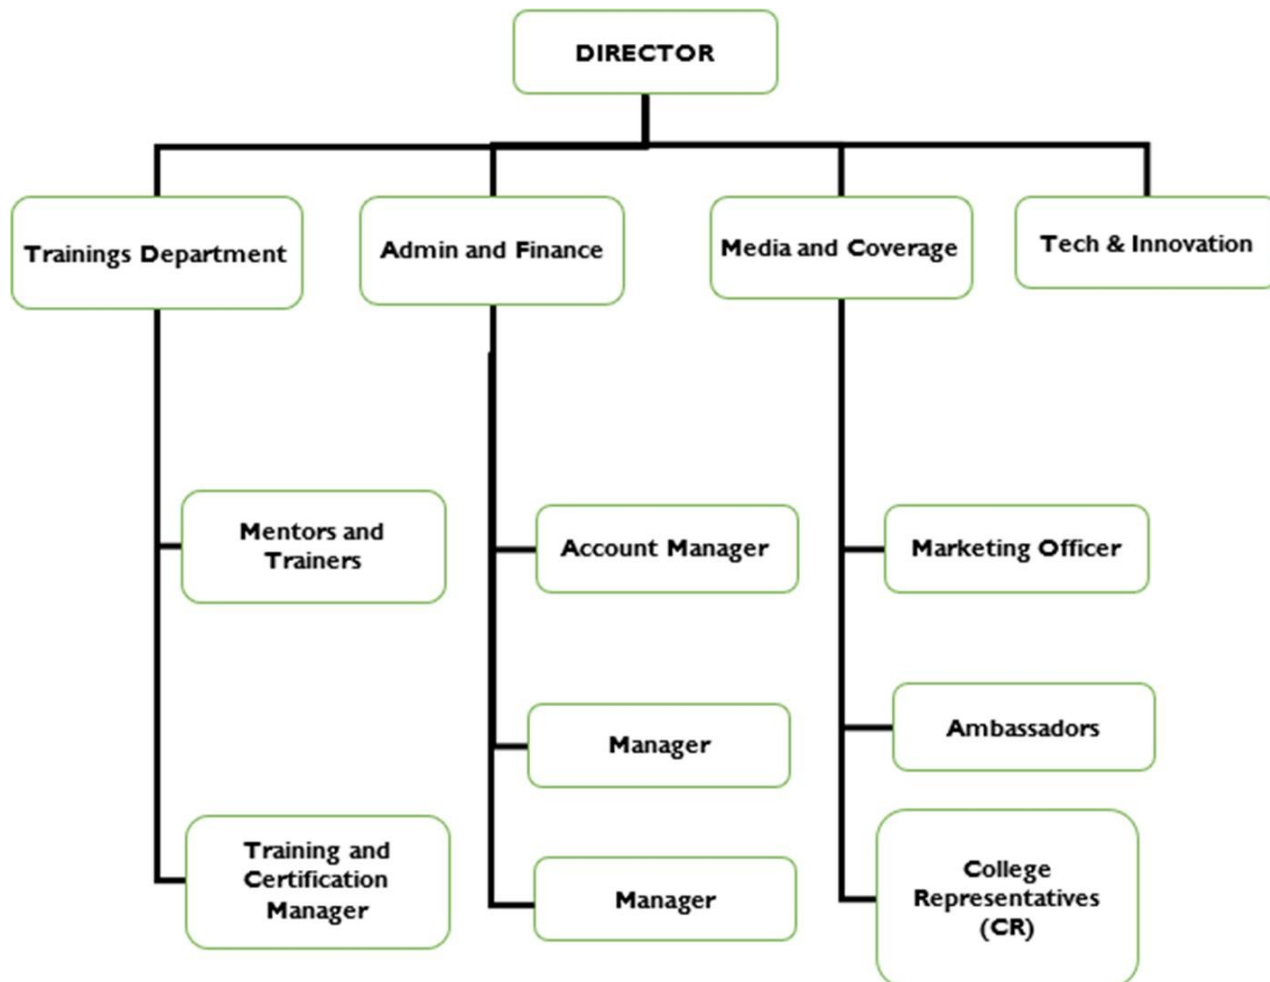 DIRECTOR
Trainings Department
Admin and Finance
Media and Coverage
Tech & Innovation
Mentors and
Trainers
Account Manager
Marketing Officer
Manager
Ambassadors
Training and
Certification
Manager
Manager
College
Representatives
(CR)